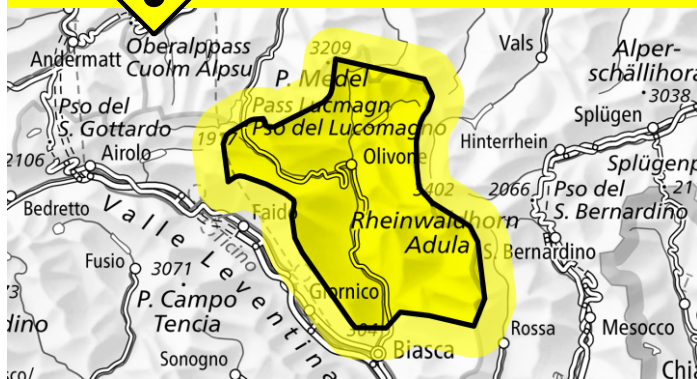 Andermatt
Oberalppass
Cuolm Alpsu
3209
P. Medel
Pass Lucmagn
Pso del Lucomagno
Vals
Alper-
schällihorn
3038
Splügen
Pso del
S. Gottardo
2106
Airolo
Olivone
Hinterrhein
Bedretto
Valle Leventina
Faido
Ticino
3402
Rheinwaldhorn
Adula
2066
Pso del
S. Bernardino
S. Bernardino
Fusio
3071
P. Campo
Tencia
Giornico
Biasca
Rossa
Mesocco
Sonogno